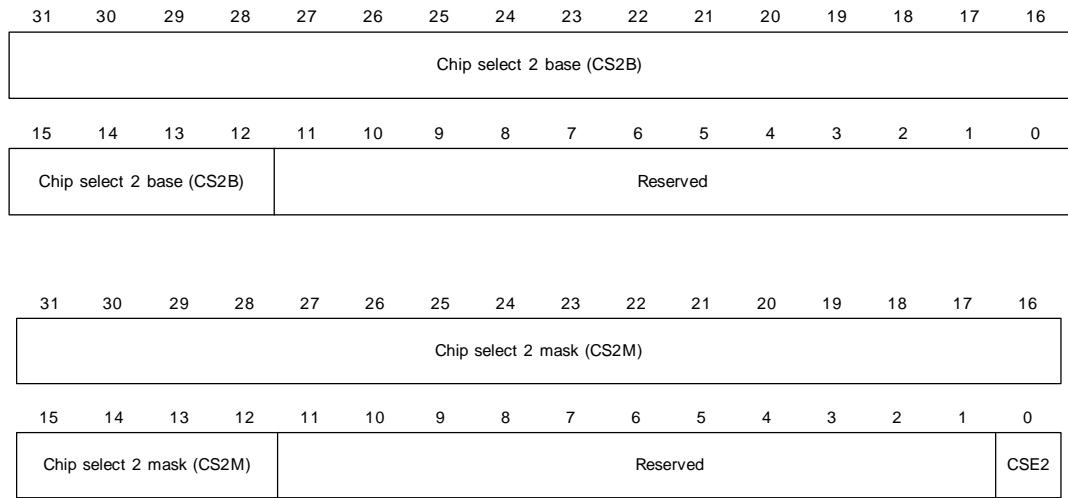 31 30 29 28 27 26 25 24 23 22 21 20 19 18 17 16
Chip select 2 base (CS2B)
15 14 13 12 11 10 9 8 7 6 5 4 3 2 1 0
Chip select 2 base (CS2B) Reserved
31 30 29 28 27 26 25 24 23 22 21 20 19 18 17 16
Chip select 2 mask (CS2M)
15 14 13 12 11 10 9 8 7 6 5 4 3 2 1 0
Chip select 2 mask (CS2M) Reserved CSE2